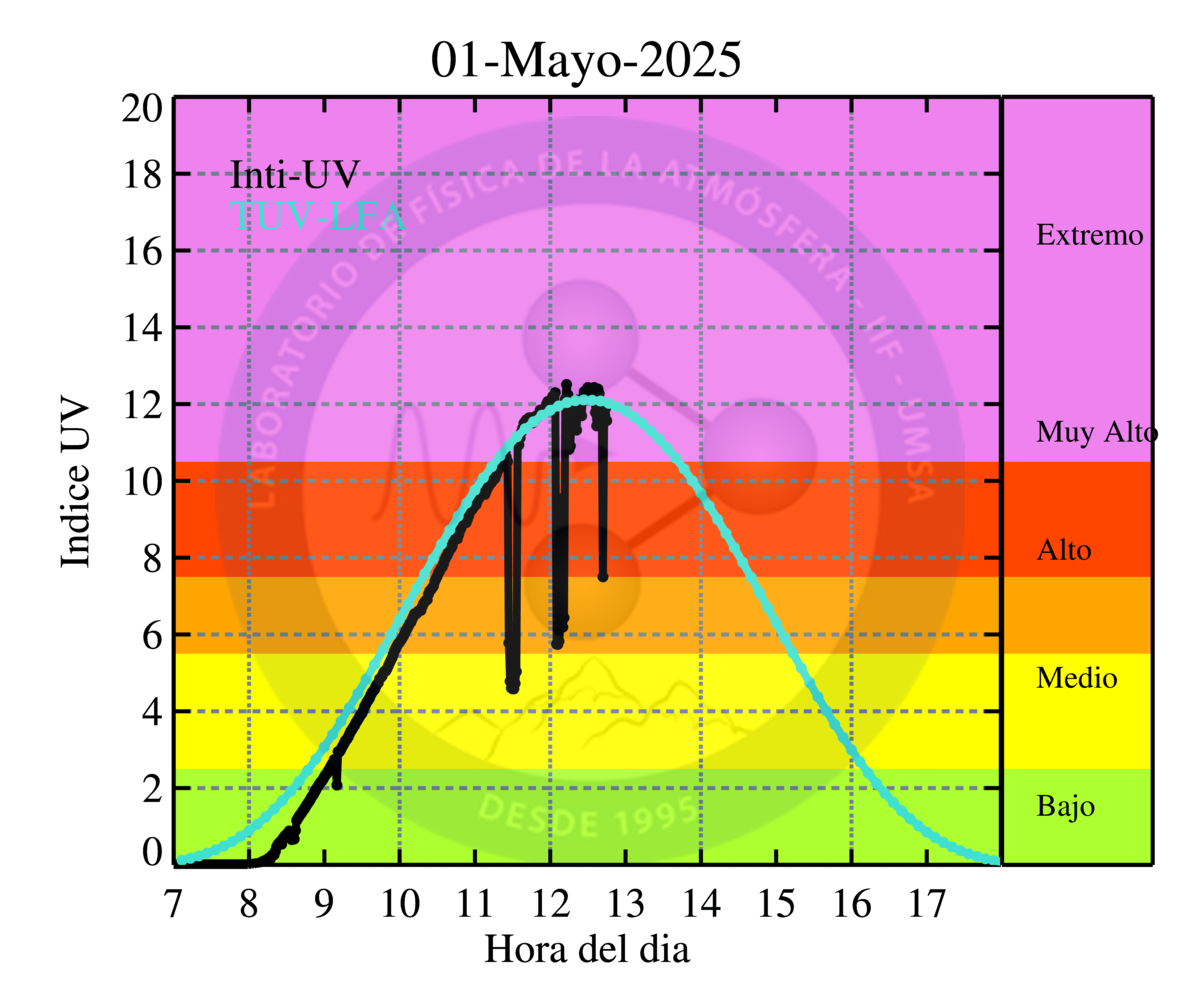 01-Mayo-2025
LABORATORIO DE FÍSICA DE LA ATMÓSFERA - IIF - UMSA
Inti-UV
TUV-LFA
20
18
16
14
12
10
8
6
4
2
0
Indice UV
Extremo
Muy Alto
Alto
Medio
Bajo
DESDE 1995
7 8 9 10 11 12 13 14 15 16 17
Hora del dia